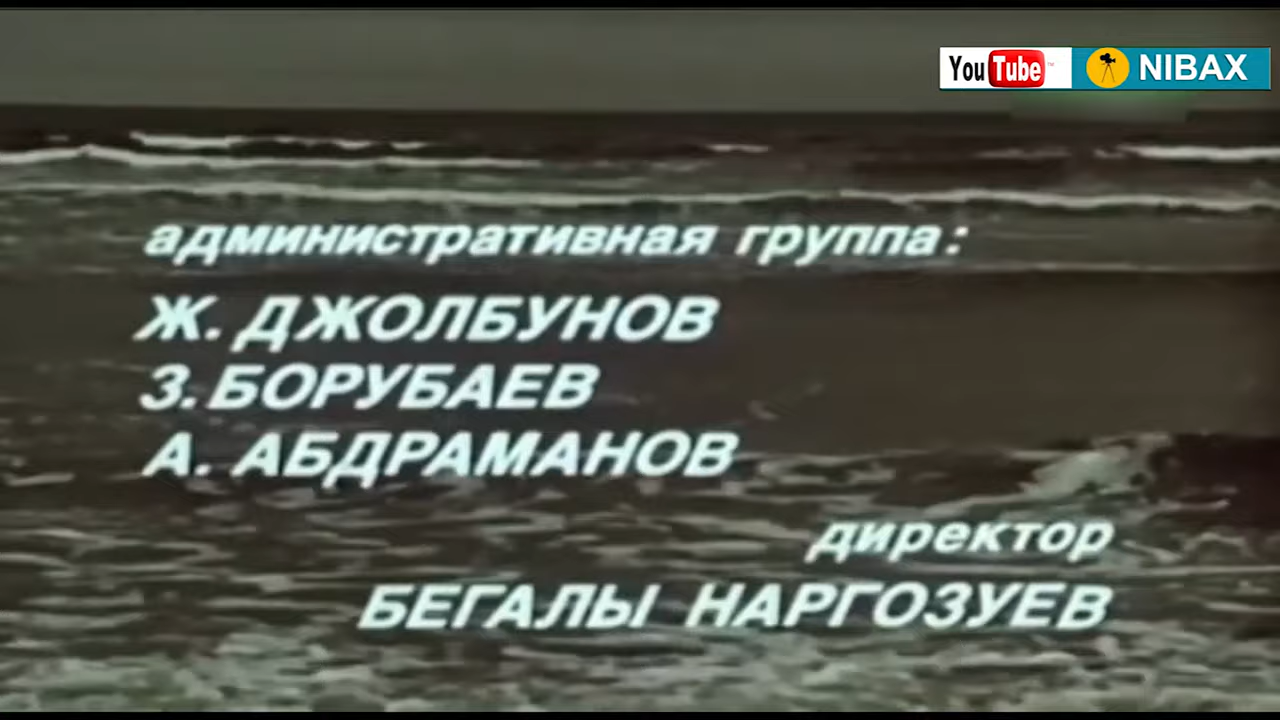 YouTube NIBAX
административная группа:
Ж. ДЖОЛБУНОВ
З. БОРУБАЕВ
А. АБДРАМАНОВ
директор
БЕГАЛЫ НАРГОЗУЕВ